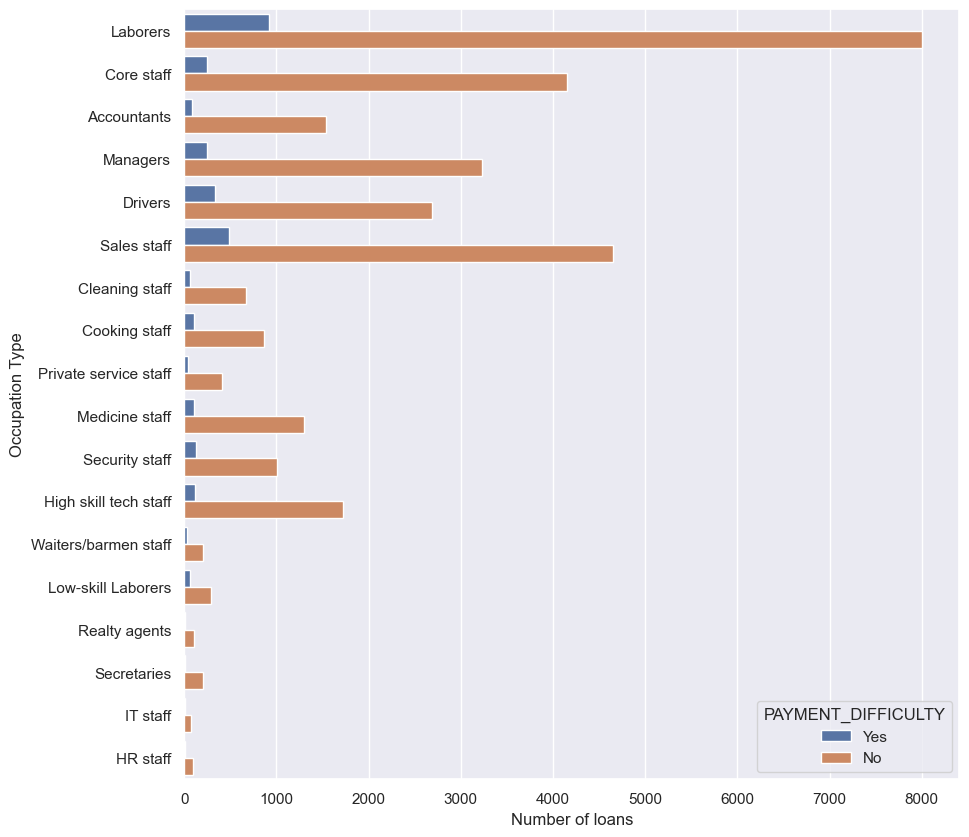 Laborers
Core staff
Accountants
Managers
Drivers
Sales staff
Cleaning staff
Cooking staff
Private service staff
Medicine staff
Security staff
High skill tech staff
Waiters/barmen staff
Low-skill Laborers
Realty agents
Secretaries
IT staff
HR staff
Occupation Type
PAYMENT_DIFFICULTY
Yes
No
0 1000 2000 3000 4000 5000 6000 7000 8000
Number of loans